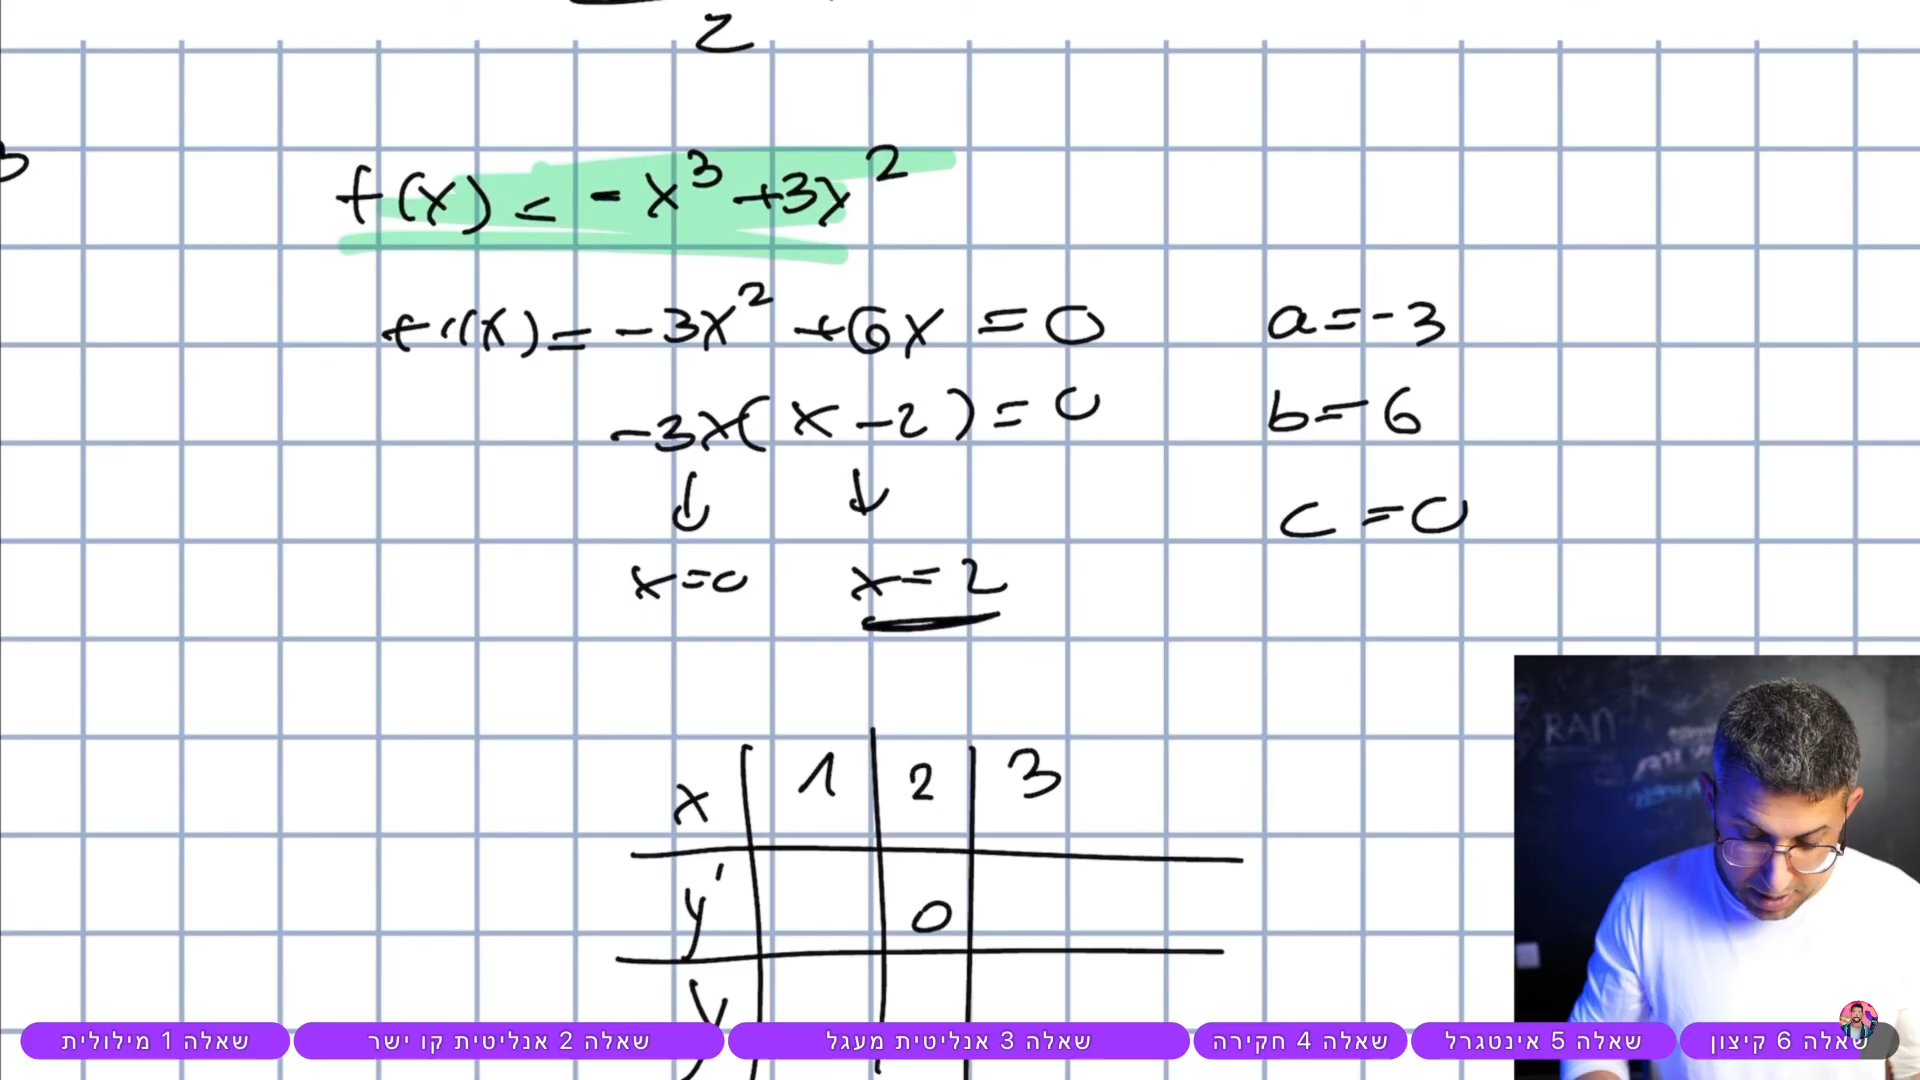 2
f(x) = -x³ +3x²
f'(x) = -3x² +6x = 0
a = -3
-3x(x-2) = 0
b = 6
↓ ↓
c = 0
x=0 x=2
x 1 2 3
y' 0
y
RAN
שאלה 1 מילולית
שאלה 2 אנליטית קו ישר
שאלה 3 אנליטית מעגל
שאלה 4 חקירה
שאלה 5 אינטגרל
שאלה 6 קיצון